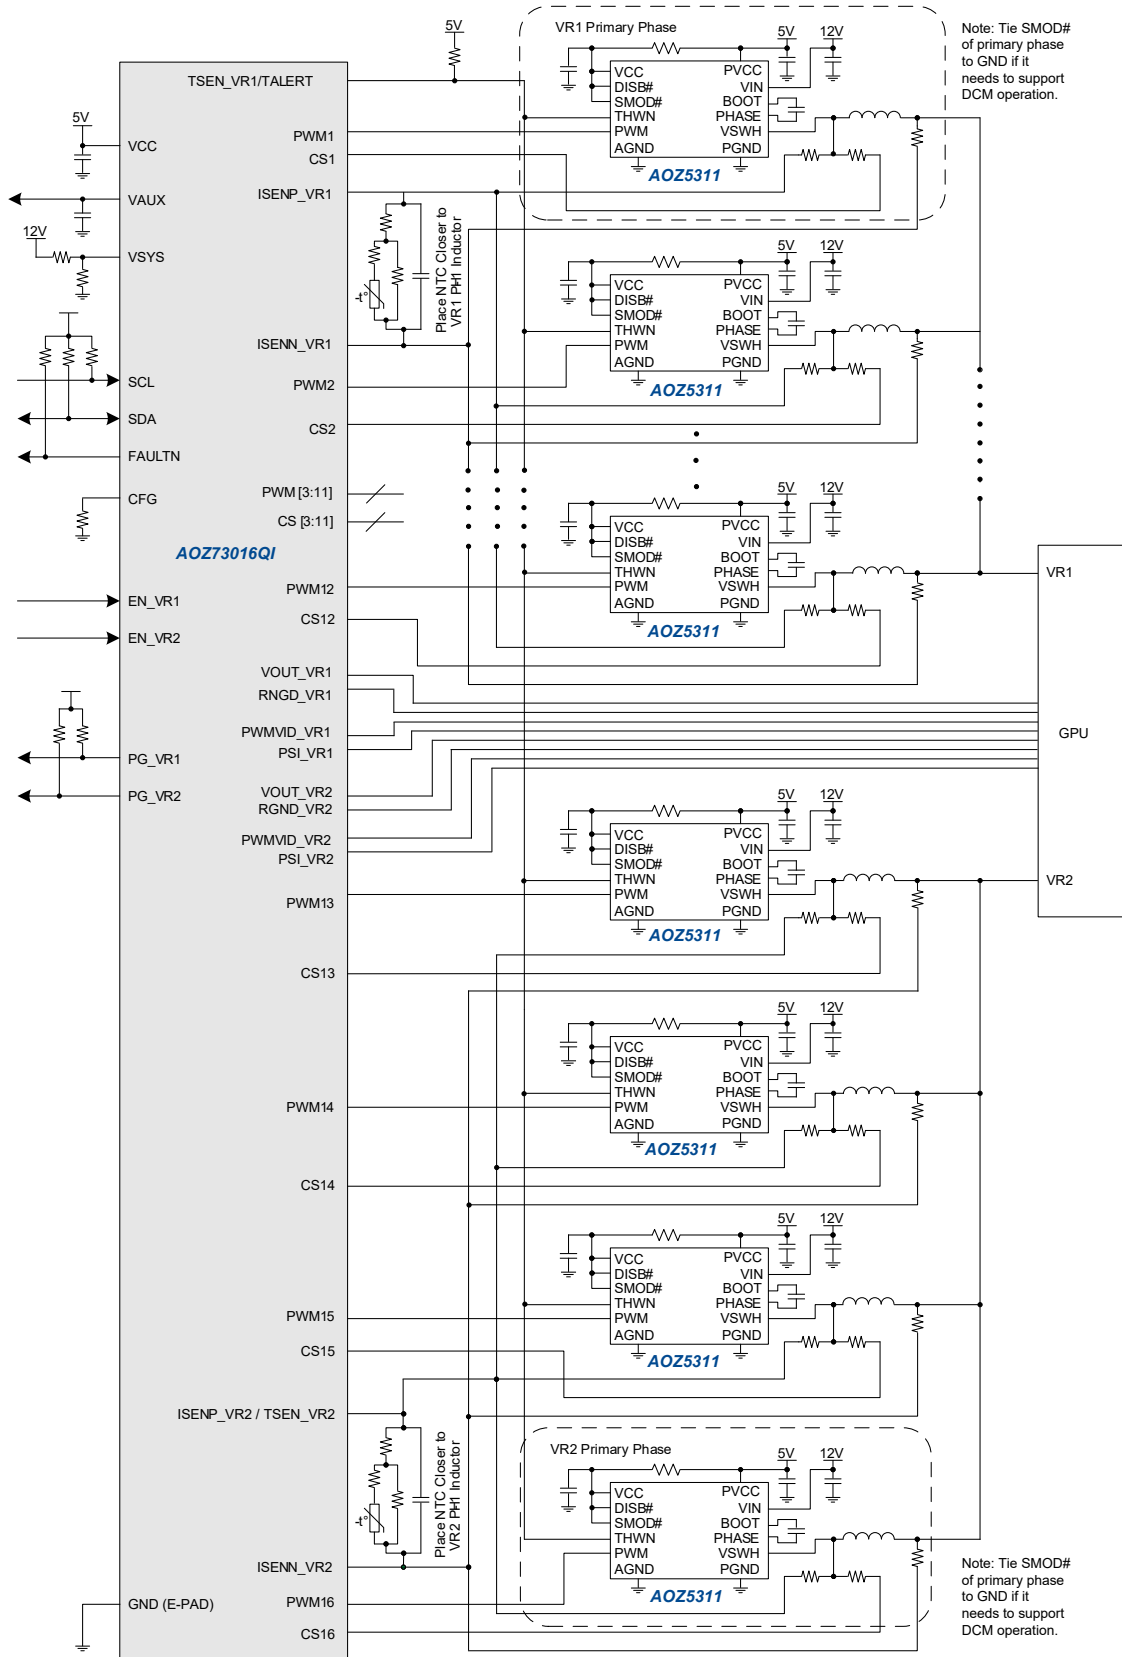 5V
VR1 Primary Phase
5V
12V
Note: Tie SMOD#
of primary phase
to GND if it
needs to support
DCM operation.
TSEN_VR1/TALERT
VCC
PVCC
DISB#
VIN
SMOD#
BOOT
THWN
PHASE
PWM
VSWH
AGND
PGND
AOZ5311
5V
VCC
PWM1
CS1
VAUX
ISENP_VR1
12V
VSYS
-t°
Place NTC Closer to
VR1 PH1 Inductor
5V
12V
VCC
PVCC
DISB#
VIN
SMOD#
BOOT
THWN
PHASE
PWM
VSWH
AGND
PGND
AOZ5311
ISENN_VR1
SCL
PWM2
SDA
CS2
FAULTN
CFG
PWM [3:11]
CS [3:11]
AOZ73016QI
5V
12V
VCC
PVCC
DISB#
VIN
SMOD#
BOOT
THWN
PHASE
PWM
VSWH
AGND
PGND
AOZ5311
VR1
PWM12
EN_VR1
CS12
EN_VR2
VOUT_VR1
RNGD_VR1
PWMVID_VR1
PSI_VR1
GPU
PG_VR1
PG_VR2
VOUT_VR2
RGND_VR2
PWMVID_VR2
PSI_VR2
5V
12V
VCC
PVCC
DISB#
VIN
SMOD#
BOOT
THWN
PHASE
PWM
VSWH
AGND
PGND
AOZ5311
VR2
PWM13
CS13
5V
12V
VCC
PVCC
DISB#
VIN
SMOD#
BOOT
THWN
PHASE
PWM
VSWH
AGND
PGND
AOZ5311
PWM14
CS14
5V
12V
VCC
PVCC
DISB#
VIN
SMOD#
BOOT
THWN
PHASE
PWM
VSWH
AGND
PGND
AOZ5311
PWM15
CS15
ISENP_VR2 / TSEN_VR2
-t°
Place NTC Closer to
VR2 PH1 Inductor
VR2 Primary Phase
5V
12V
VCC
PVCC
DISB#
VIN
SMOD#
BOOT
THWN
PHASE
PWM
VSWH
AGND
PGND
AOZ5311
ISENN_VR2
GND (E-PAD)
PWM16
CS16
Note: Tie SMOD#
of primary phase
to GND if it
needs to support
DCM operation.